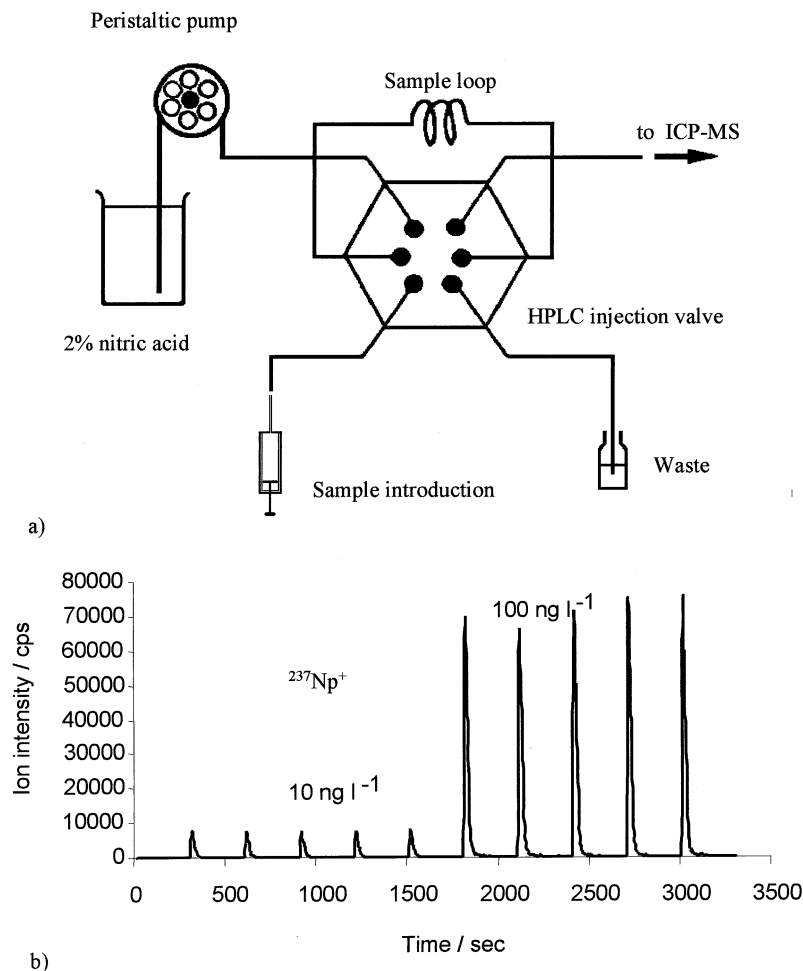 Peristaltic pump
Sample loop
to ICP-MS
2% nitric acid
HPLC injection valve
Sample introduction
Waste
a)
80000
70000
60000
50000
40000
30000
20000
10000
0
Ion intensity / cps
²³⁷Np⁺
10 ng l⁻¹
100 ng l⁻¹
0 500 1000 1500 2000 2500 3000 3500
Time / sec
b)